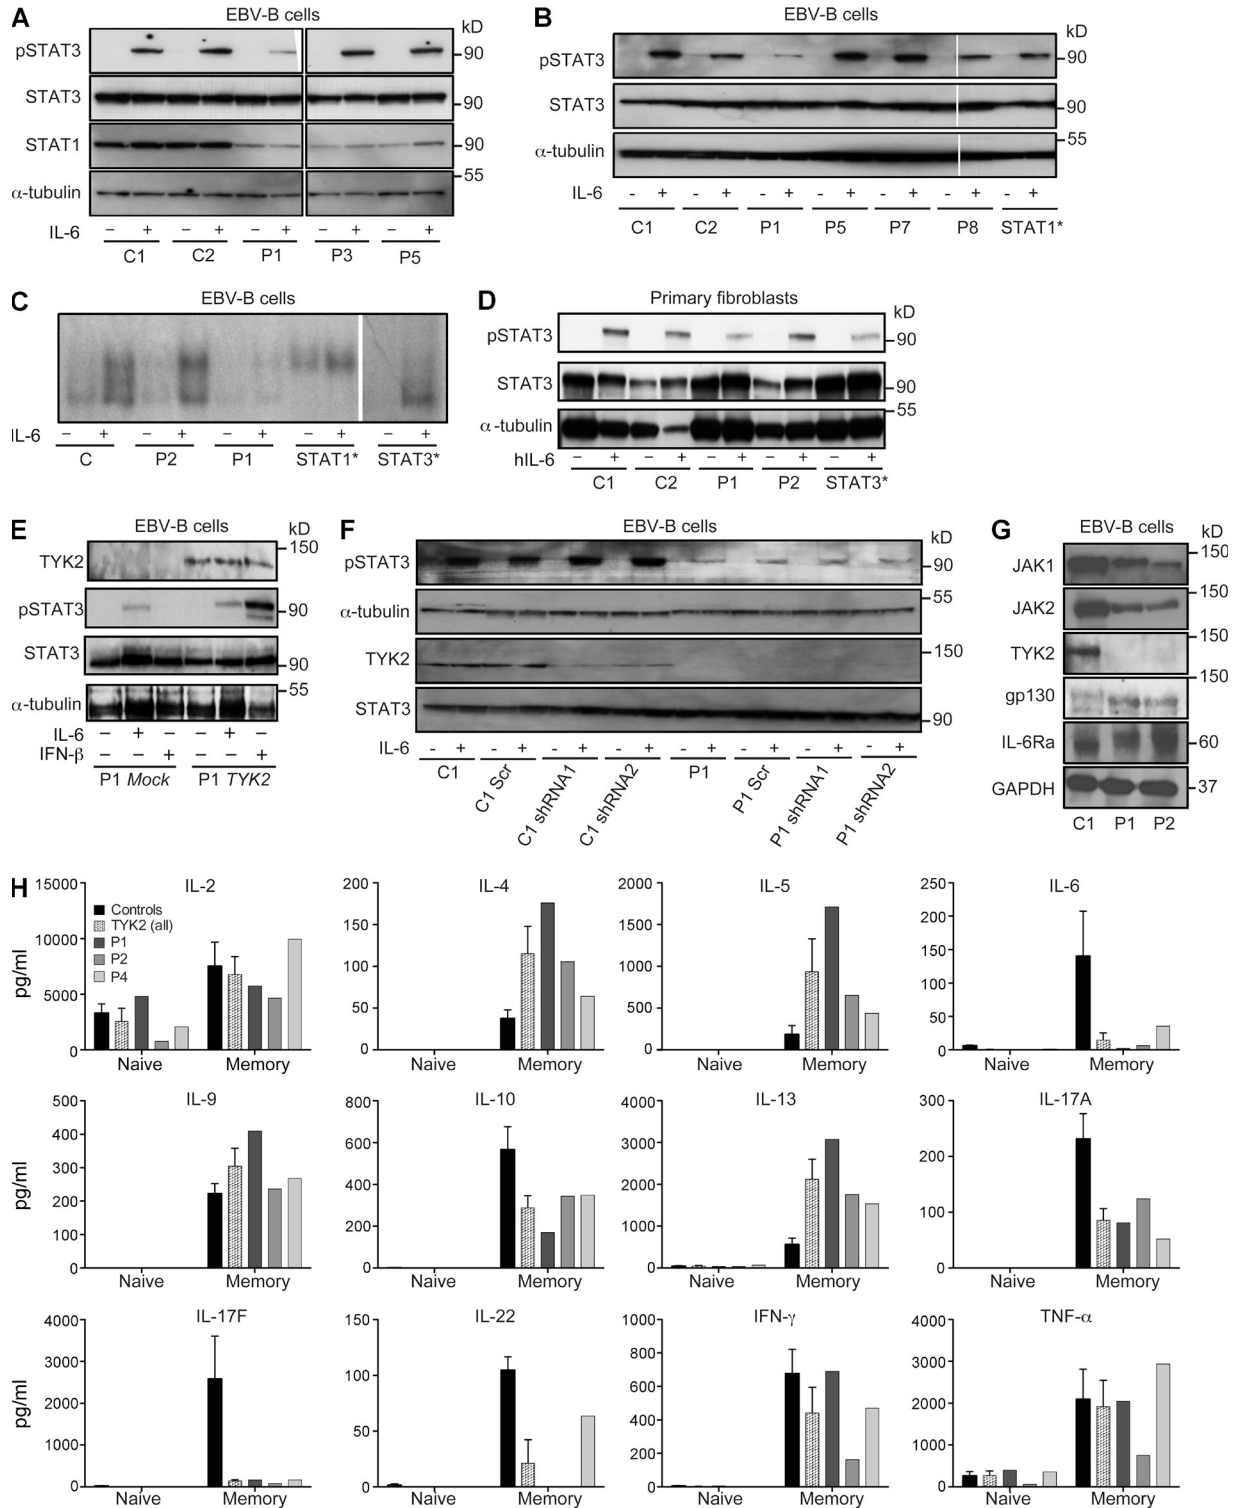 A
EBV-B cells
kD
pSTAT3
90
STAT3
90
STAT1
90
55
α-tubulin
IL-6 – + – + – + – + – +
C1 C2 P1 P3 P5
B
EBV-B cells
kD
pSTAT3
90
STAT3
90
55
α-tubulin
IL-6 - + - + - + - + - + - + - +
C1 C2 P1 P5 P7 P8 STAT1*
C
EBV-B cells
IL-6 – + – + – + – + – +
C P2 P1 STAT1* STAT3*
D
Primary fibroblasts
kD
pSTAT3
90
STAT3
90
55
α-tubulin
hIL-6 – + – + – + – + – +
C1 C2 P1 P2 STAT3*
E
EBV-B cells
kD
150
TYK2
pSTAT3
90
STAT3
90
55
α-tubulin
IL-6 – + – – + –
IFN-β – – + – – +
P1 Mock P1 TYK2
F
EBV-B cells
kD
pSTAT3
90
55
α-tubulin
TYK2
150
STAT3
90
IL-6 - + - + - + - + - + - + - + - +
C1
C1 Scr
C1 shRNA1
C1 shRNA2
P1
P1 Scr
P1 shRNA1
P1 shRNA2
G
EBV-B cells
kD
150
JAK1
150
JAK2
150
TYK2
150
gp130
IL-6Ra
60
GAPDH
37
C1 P1 P2
H
IL-2
15000
10000
5000
0
pg/ml
Controls
TYK2 (all)
P1
P2
P4
Naive Memory
IL-4
200
150
100
50
0
Naive Memory
IL-5
2000
1500
1000
500
0
Naive Memory
IL-6
250
200
150
100
50
0
Naive Memory
IL-9
500
400
300
200
100
0
pg/ml
Naive Memory
IL-10
800
600
400
200
0
Naive Memory
IL-13
4000
3000
2000
1000
0
Naive Memory
IL-17A
300
200
100
0
Naive Memory
IL-17F
4000
3000
2000
1000
0
pg/ml
Naive Memory
IL-22
150
100
50
0
Naive Memory
IFN-γ
1000
800
600
400
200
0
Naive Memory
TNF-α
4000
3000
2000
1000
0
Naive Memory